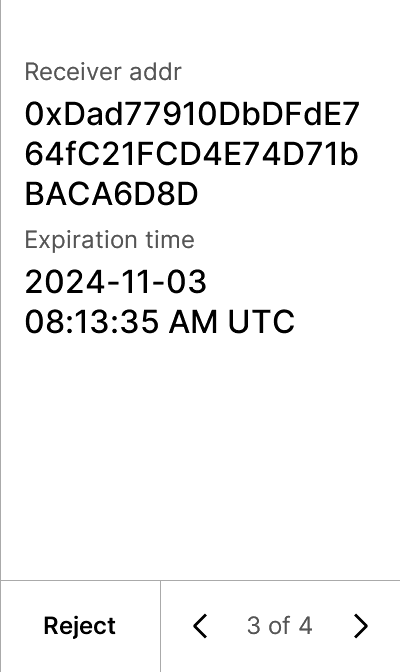 Receiver addr
0xDad77910DbDFdE7
64fC21FCD4E74D71b
BACA6D8D
Expiration time
2024-11-03
08:13:35 AM UTC
Reject
3 of 4